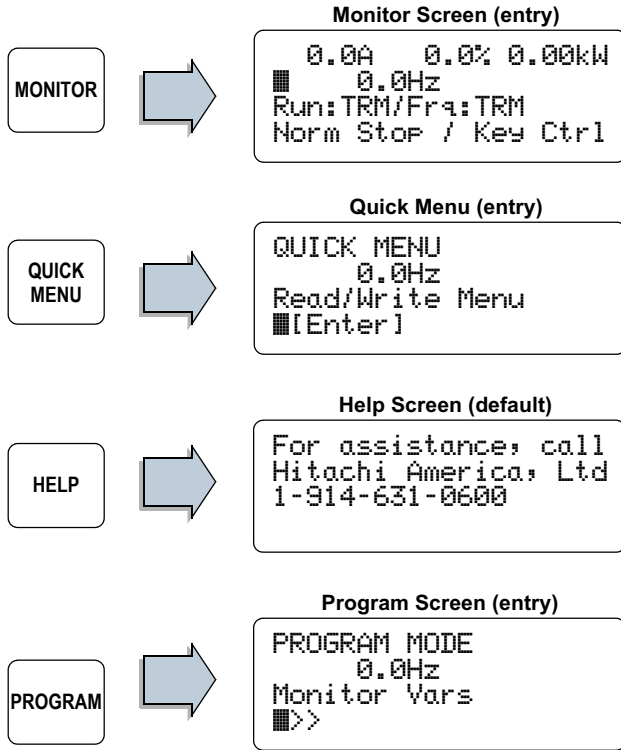 Monitor Screen (entry)
MONITOR
0.0A 0.0% 0.00kW
█ 0.0Hz
Run:TRM/Frq:TRM
Norm Stop / Key Ctrl
Quick Menu (entry)
QUICK
MENU
QUICK MENU
0.0Hz
Read/Write Menu
█[Enter]
Help Screen (default)
HELP
For assistance, call
Hitachi America, Ltd
1-914-631-0600
Program Screen (entry)
PROGRAM
PROGRAM MODE
0.0Hz
Monitor Vars
█>>